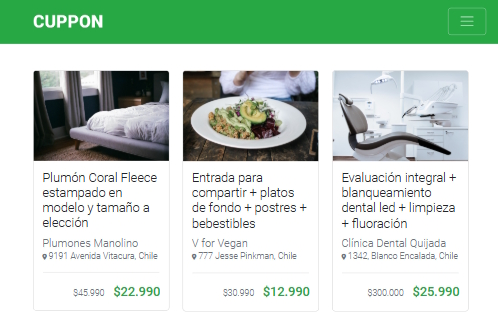 CUPPON
Plumón Coral Fleece
estampado en
modelo y tamaño a
elección
Plumones Manolino
9191 Avenida Vitacura, Chile
$45.990 $22.990
Entrada para
compartir + platos
de fondo + postres +
bebestibles
V for Vegan
777 Jesse Pinkman, Chile
$30.990 $12.990
Evaluación integral +
blanqueamiento
dental led + limpieza
+ fluoración
Clínica Dental Quijada
1342, Blanco Encalada, Chile
$300.000 $25.990